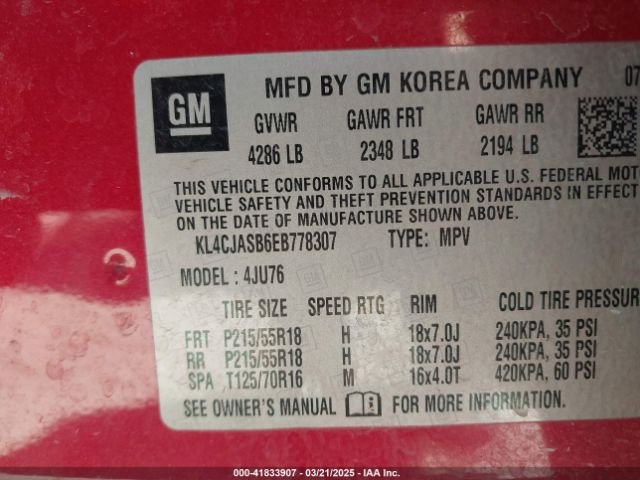 GM
MFD BY GM KOREA COMPANY 07
GVWR GAWR FRT GAWR RR
4286 LB 2348 LB 2194 LB
THIS VEHICLE CONFORMS TO ALL APPLICABLE U.S. FEDERAL MOT
VEHICLE SAFETY AND THEFT PREVENTION STANDARDS IN EFFECT
ON THE DATE OF MANUFACTURE SHOWN ABOVE.
KL4CJASB6EB778307 TYPE: MPV
MODEL : 4JU76
TIRE SIZE SPEED RTG RIM COLD TIRE PRESSUR
FRT P215/55R18 H 18x7.0J 240KPA, 35 PSI
RR P215/55R18 H 18x7.0J 240KPA, 35 PSI
SPA T125/70R16 M 16x4.0T 420KPA, 60 PSI
SEE OWNER'S MANUAL FOR MORE INFORMATION.
000-41833907 — 03/21/2025 — IAA Inc.